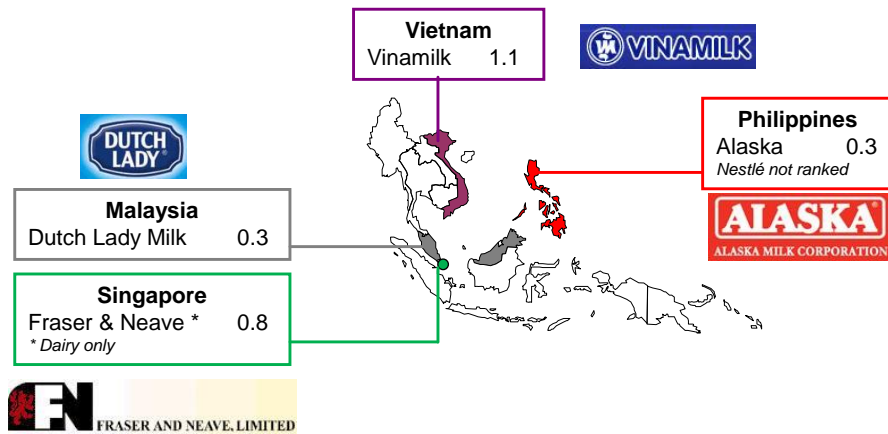 Vietnam
Vinamilk 1.1
VINAMILK
DUTCH
LADY®
Philippines
Alaska 0.3
Nestlé not ranked
Malaysia
Dutch Lady Milk 0.3
ALASKA®
ALASKA MILK CORPORATION
Singapore
Fraser & Neave * 0.8
* Dairy only
FN
FRASER AND NEAVE, LIMITED